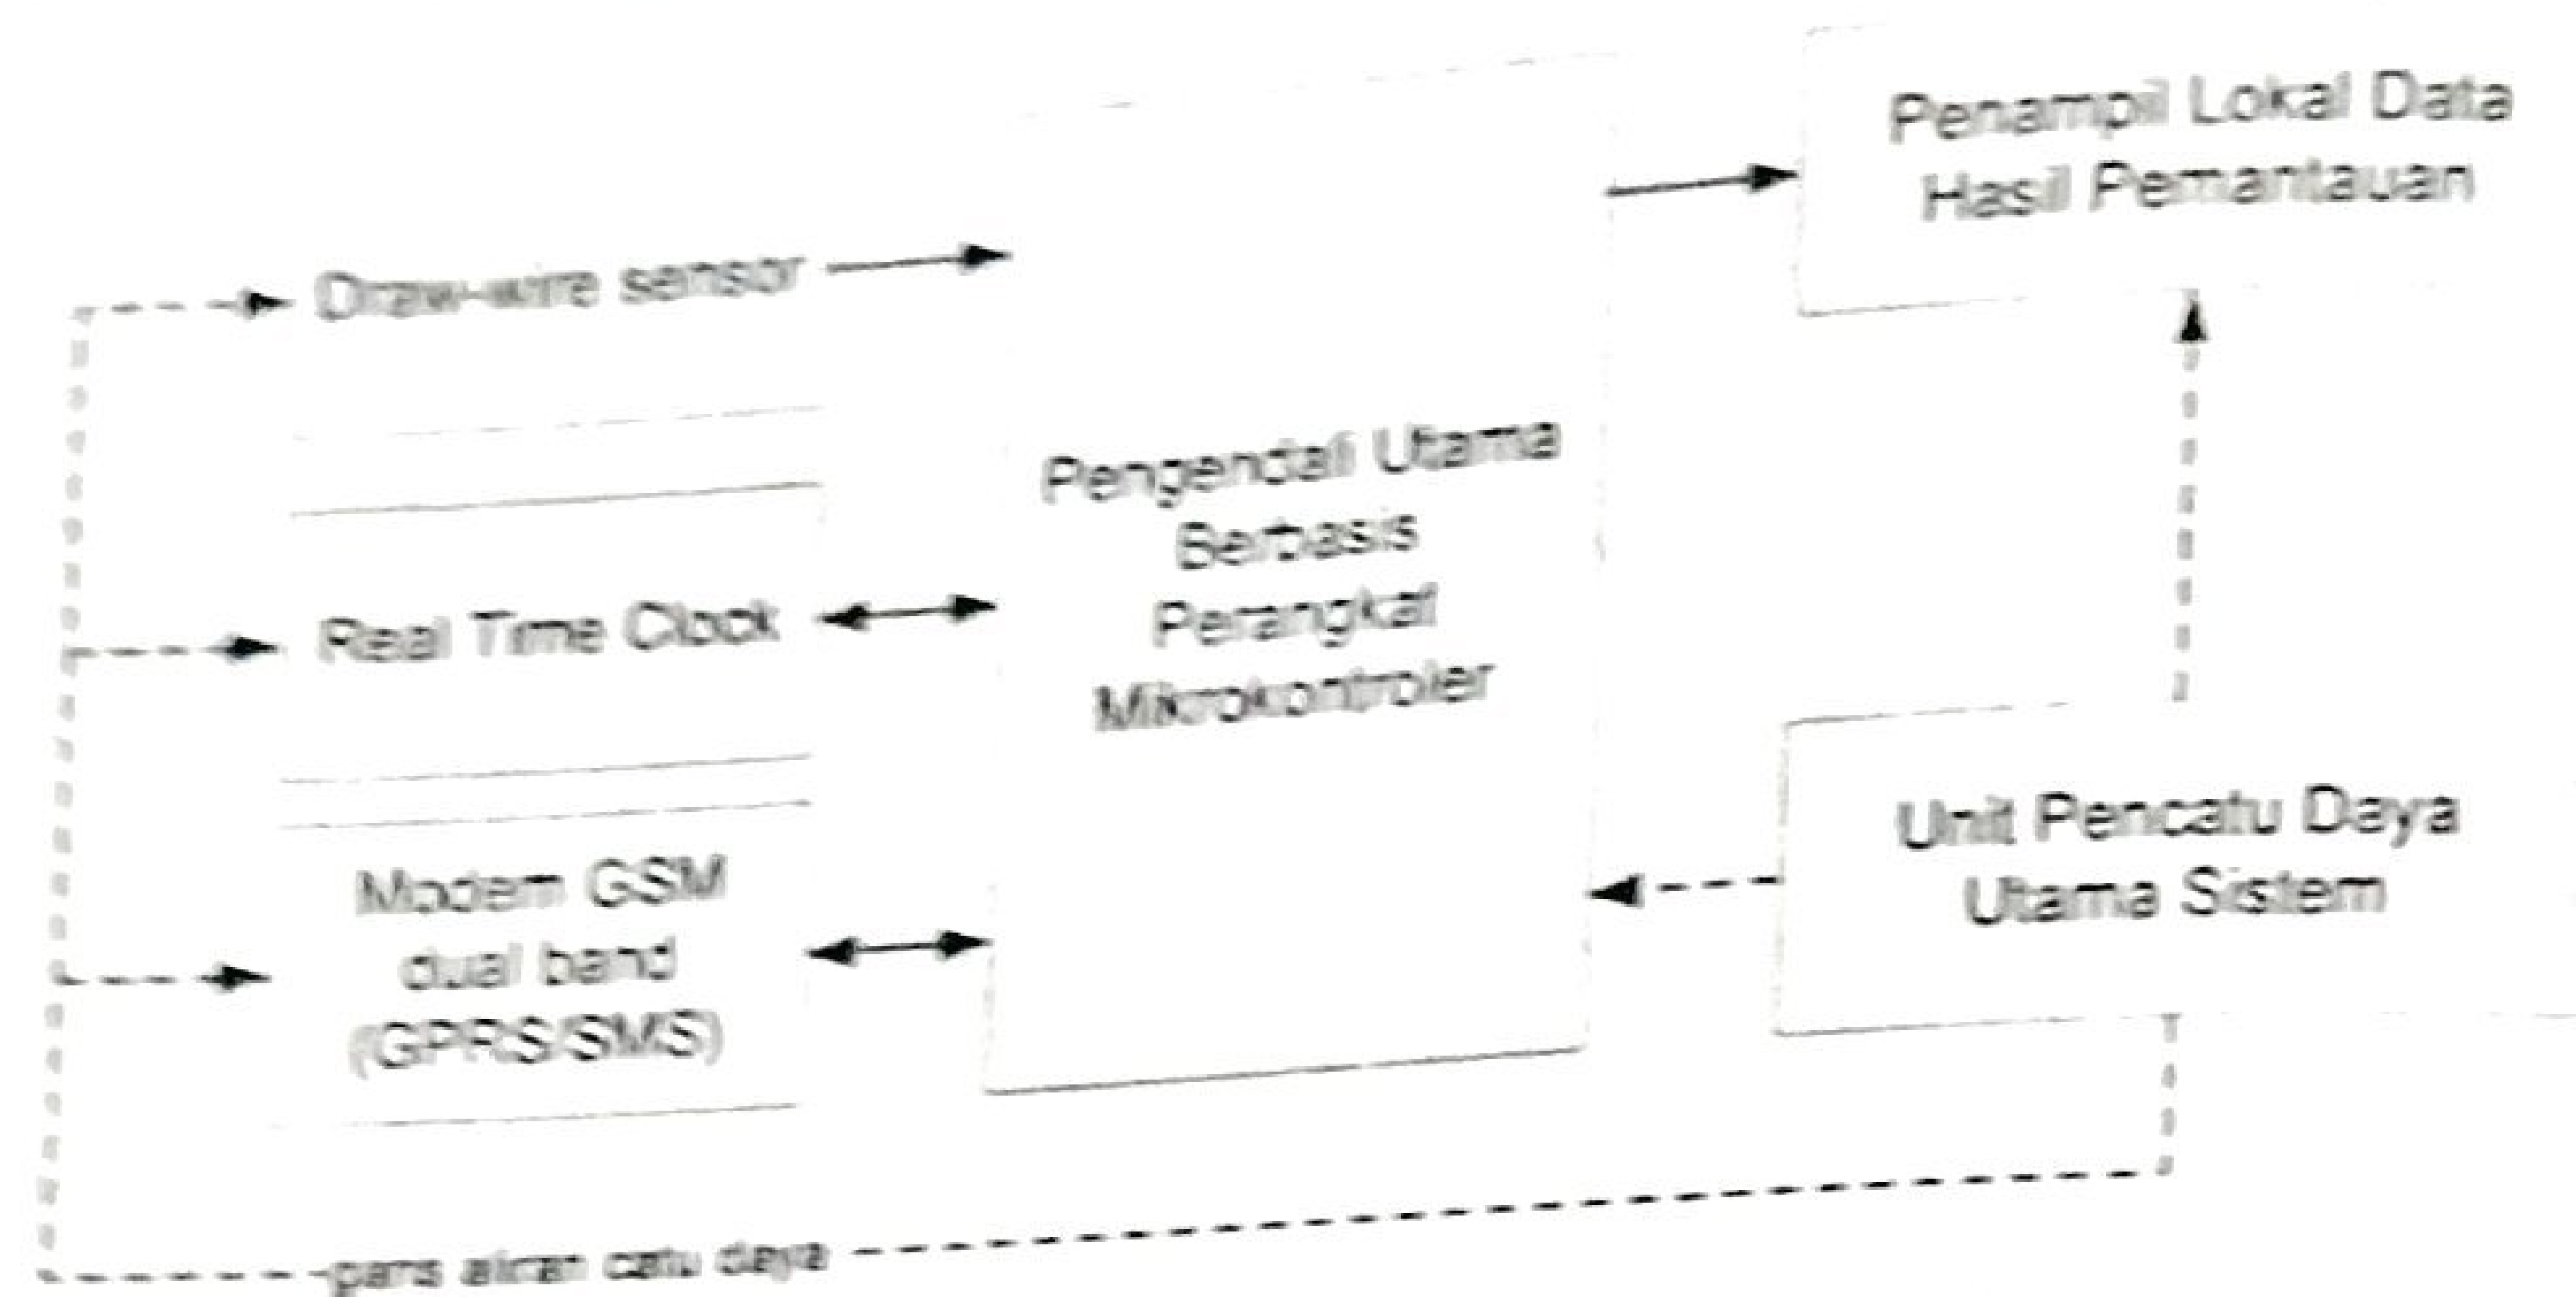 Penampil Lokal Data
Hasil Pemantauan
Draw-wire sensor
Pengendali Utama
Berbasis
Perangkat
Mikrokontroler
Real Time Clock
Unit Pencatu Daya
Utama Sistem
Modem GSM
dual band
(GPRS/SMS)
garis aliran catu daya